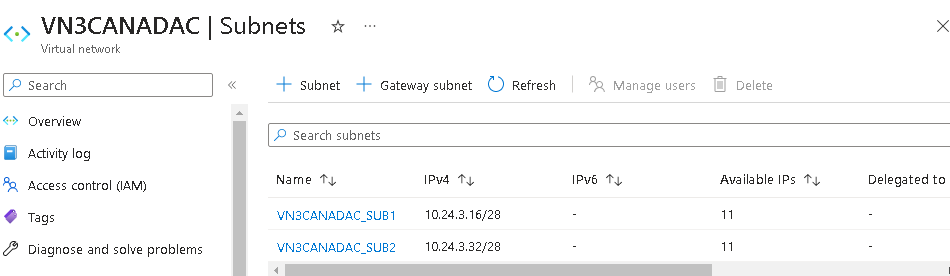 VN3CANADAC | Subnets
Virtual network
Search
Subnet Gateway subnet Refresh Manage users Delete
Overview
Activity log
Access control (IAM)
Tags
Diagnose and solve problems
Search subnets
Name IPv4 IPv6 Available IPs Delegated to
VN3CANADAC_SUB1 10.24.3.16/28 - 11 -
VN3CANADAC_SUB2 10.24.3.32/28 - 11 -